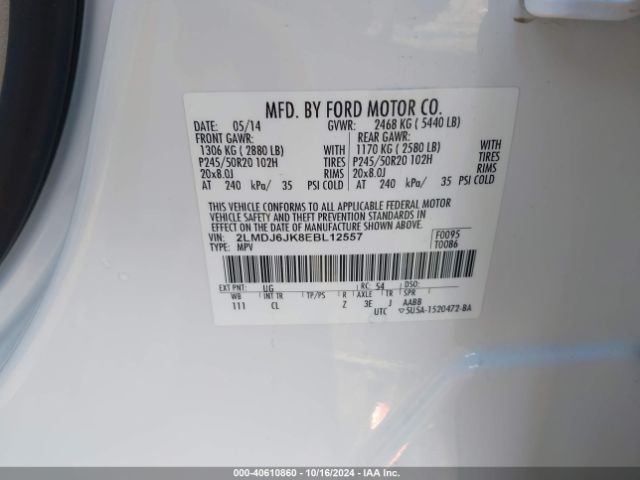 MFD. BY FORD MOTOR CO.
DATE: 05/14 GVWR: 2468 KG ( 5440 LB)
FRONT GAWR: REAR GAWR:
1306 KG ( 2880 LB) WITH 1170 KG ( 2580 LB) WITH
P245/50R20 102H TIRES P245/50R20 102H TIRES
20x8.0J RIMS 20x8.0J RIMS
AT 240 kPa/ 35 PSI COLD AT 240 kPa/ 35 PSI COLD
THIS VEHICLE CONFORMS TO ALL APPLICABLE FEDERAL MOTOR
VEHICLE SAFETY AND THEFT PREVENTION STANDARDS IN
EFFECT ON THE DATE OF MANUFACTURE SHOWN ABOVE.
VIN: 2LMDJ6JK8EBL12557 F0095
TYPE: MPV T0086
EXT PNT: UG RC: 54 DSO:
WB INT TR TP/PS R AXLE TR SPR
111 CL Z 3E J AABB
UTC ▽5U5A-1520472-BA
000-40610860 - 10/16/2024 - IAA Inc.